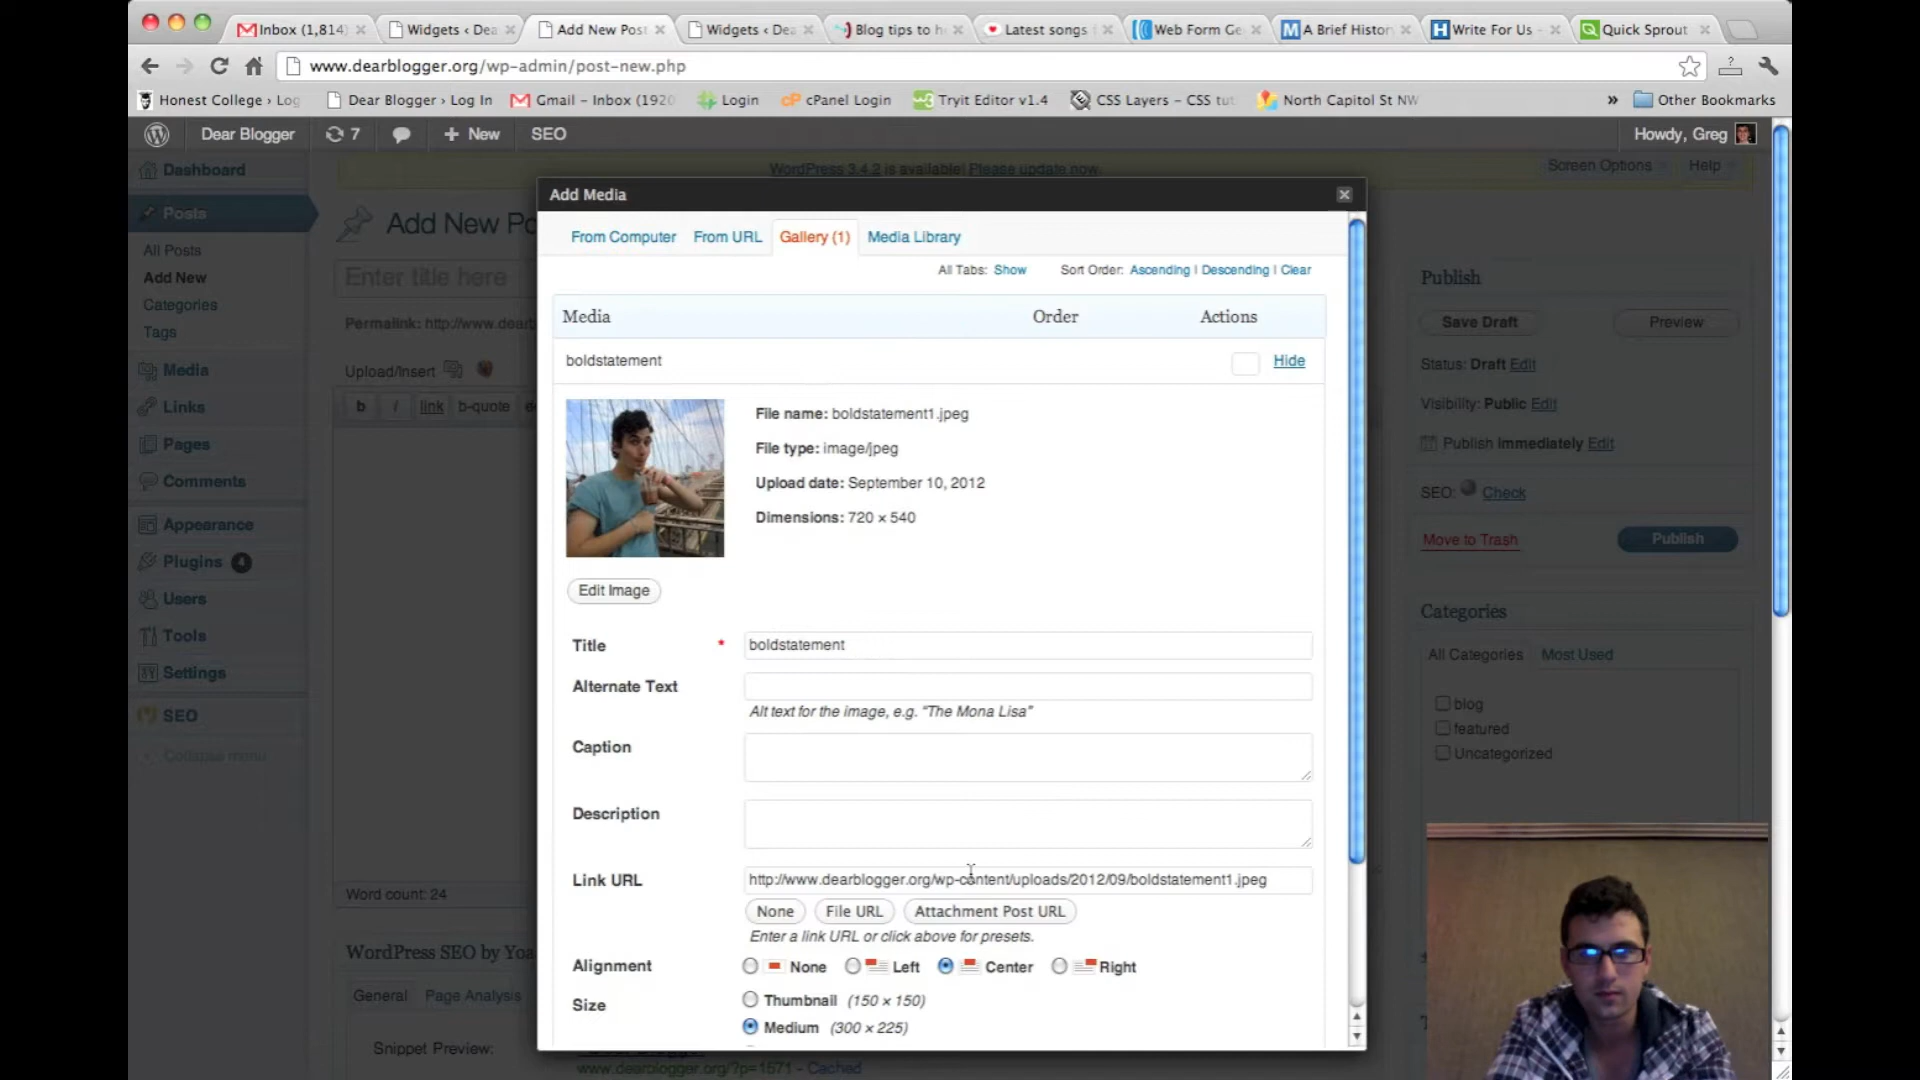 Inbox (1,814)
Widgets ‹ Dea
Add New Post
Widgets ‹ Dea
Blog tips to h
Latest songs
Web Form Ge
A Brief Histor
Write For Us -
Quick Sprout
www.dearblogger.org/wp-admin/post-new.php
Honest College › Log
Dear Blogger › Log In
Gmail - Inbox (1920
Login
cPanel Login
Tryit Editor v1.4
CSS Layers - CSS tut
North Capitol St NW
»
Other Bookmarks
Dear Blogger
7
+ New
SEO
Howdy, Greg
WordPress 3.4.2 is available! Please update now.
Screen Options
Help
Dashboard
Posts
All Posts
Add New
Categories
Tags
Media
Links
Pages
Comments
Appearance
Plugins 4
Users
Tools
Settings
SEO
Collapse menu
Add New Po
Enter title here
Permalink: http://www.dearb
Upload/Insert
b
i
link
b-quote
Word count: 24
WordPress SEO by Yoa
General
Page Analysis
Snippet Preview:
Dear Blogger
www.dearblogger.org/?p=1571 - Cached
Add Media
From Computer
From URL
Gallery (1)
Media Library
All Tabs: Show
Sort Order: Ascending | Descending | Clear
Media
Order
Actions
boldstatement
Hide
File name: boldstatement1.jpeg
File type: image/jpeg
Upload date: September 10, 2012
Dimensions: 720 × 540
Edit Image
Title * boldstatement
Alternate Text
Alt text for the image, e.g. “The Mona Lisa”
Caption
Description
Link URL http://www.dearblogger.org/wp-content/uploads/2012/09/boldstatement1.jpeg
None
File URL
Attachment Post URL
Enter a link URL or click above for presets.
Alignment None Left Center Right
Size Thumbnail (150 × 150)
Medium (300 × 225)
Publish
Save Draft
Preview
Status: Draft Edit
Visibility: Public Edit
Publish immediately Edit
SEO: Check
Move to Trash
Publish
Categories
All Categories
Most Used
blog
featured
Uncategorized